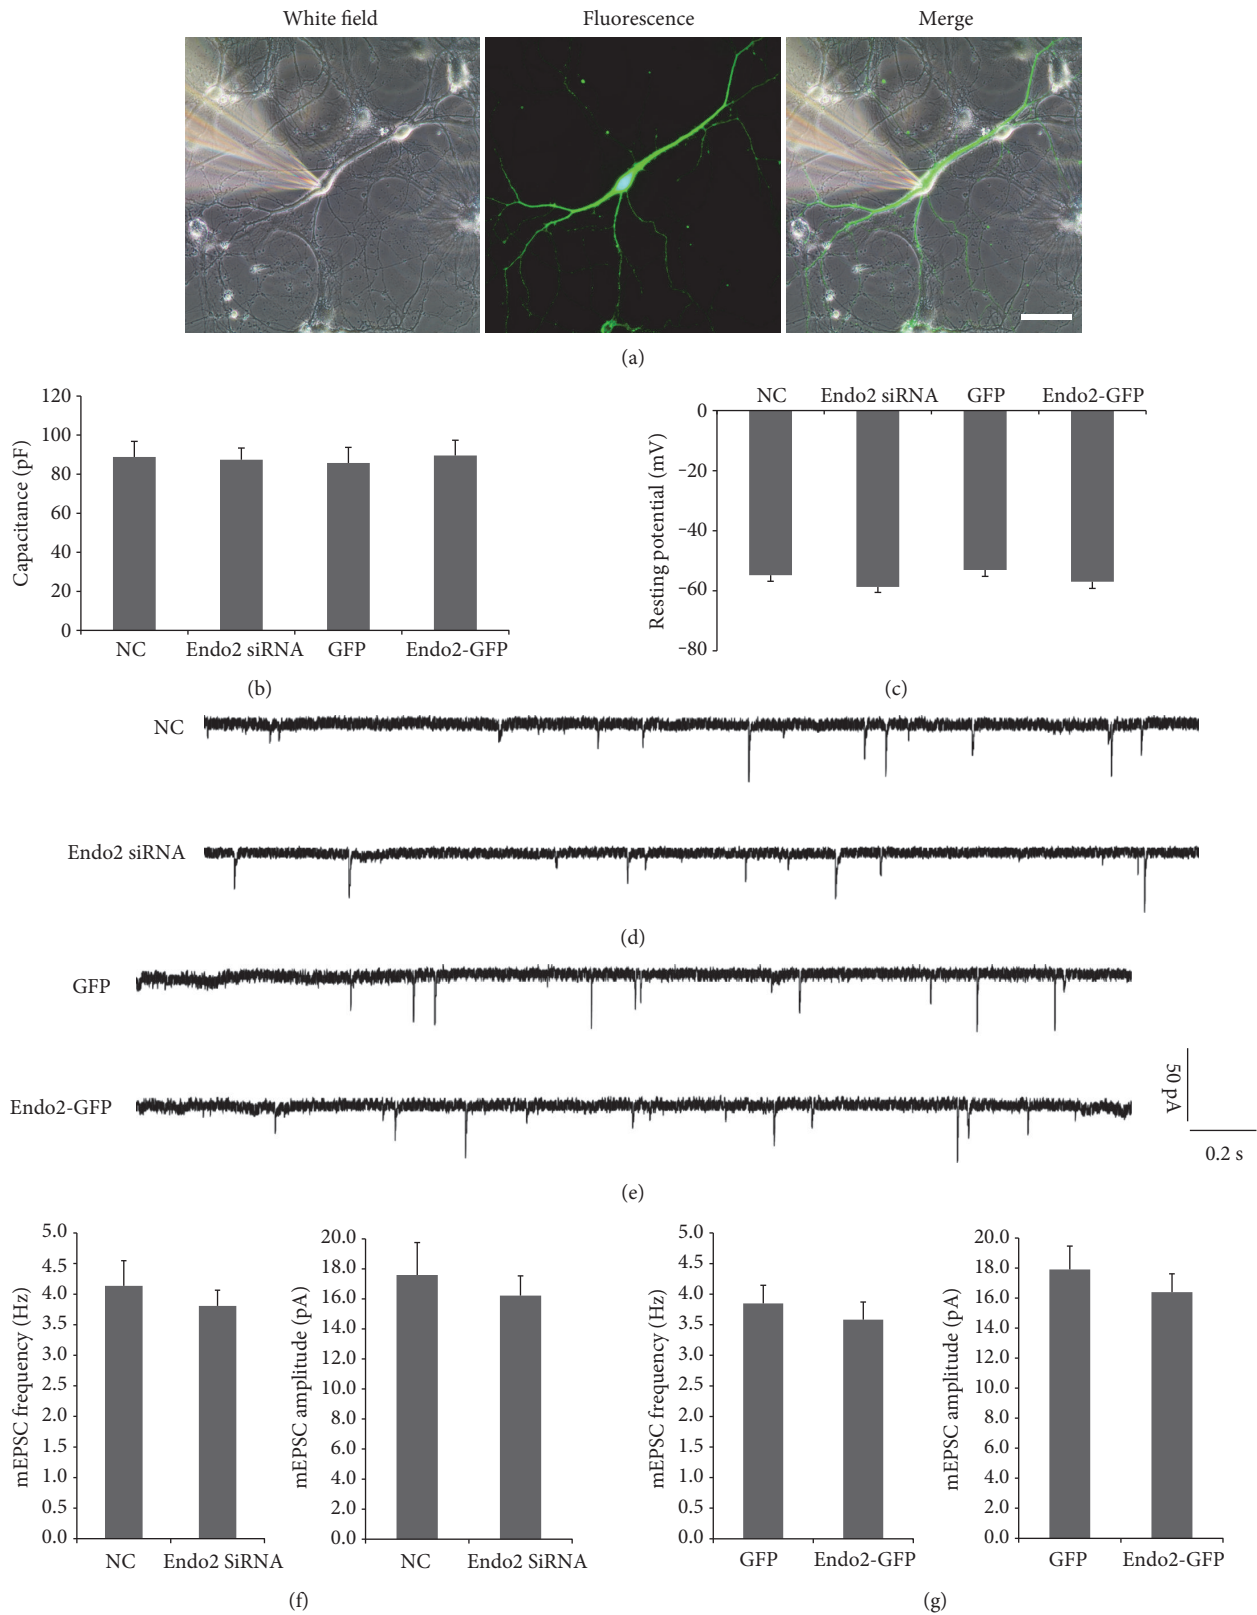 White field Fluorescence Merge
(a)
Capacitance (pF)
120
100
80
60
40
20
0
NC Endo2 siRNA GFP Endo2-GFP
(b)
Resting potential (mV)
NC Endo2 siRNA GFP Endo2-GFP
0
−20
−40
−60
−80
(c)
NC
Endo2 siRNA
(d)
GFP
Endo2-GFP
50 pA
0.2 s
(e)
mEPSC frequency (Hz)
5.0
4.5
4.0
3.5
3.0
2.5
2.0
1.5
1.0
0.5
0.0
NC Endo2 SiRNA
mEPSC amplitude (pA)
20.0
18.0
16.0
14.0
12.0
10.0
8.0
6.0
4.0
2.0
0.0
NC Endo2 SiRNA
(f)
mEPSC frequency (Hz)
5.0
4.5
4.0
3.5
3.0
2.5
2.0
1.5
1.0
0.5
0.0
GFP Endo2-GFP
mEPSC amplitude (pA)
20.0
18.0
16.0
14.0
12.0
10.0
8.0
6.0
4.0
2.0
0.0
GFP Endo2-GFP
(g)